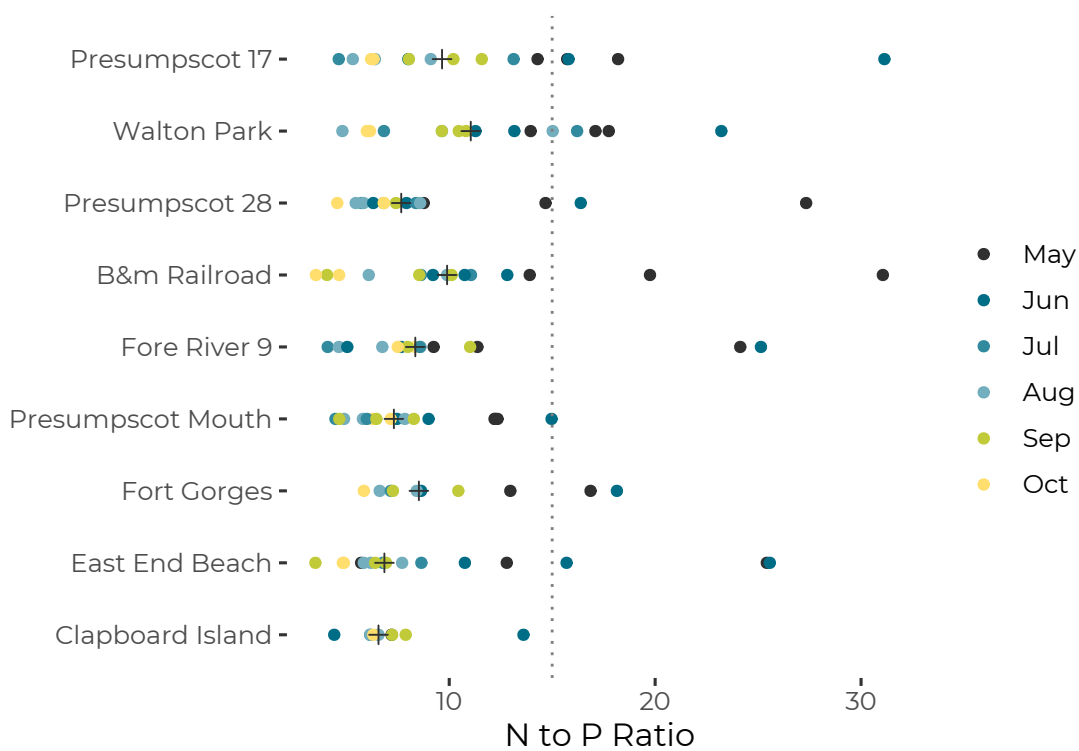 Presumpscot 17
Walton Park
Presumpscot 28
B&m Railroad
Fore River 9
Presumpscot Mouth
Fort Gorges
East End Beach
Clapboard Island
10
20
30
N to P Ratio
May
Jun
Jul
Aug
Sep
Oct